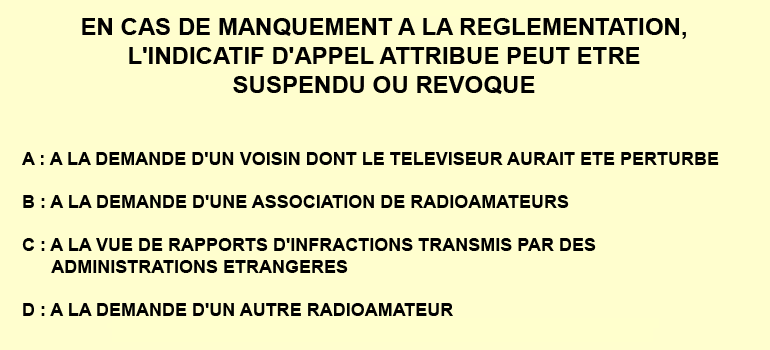 EN CAS DE MANQUEMENT A LA REGLEMENTATION,
L'INDICATIF D'APPEL ATTRIBUE PEUT ETRE
SUSPENDU OU REVOQUE
A : A LA DEMANDE D'UN VOISIN DONT LE TELEVISEUR AURAIT ETE PERTURBE
B : A LA DEMANDE D'UNE ASSOCIATION DE RADIOAMATEURS
C : A LA VUE DE RAPPORTS D'INFRACTIONS TRANSMIS PAR DES
ADMINISTRATIONS ETRANGERES
D : A LA DEMANDE D'UN AUTRE RADIOAMATEUR